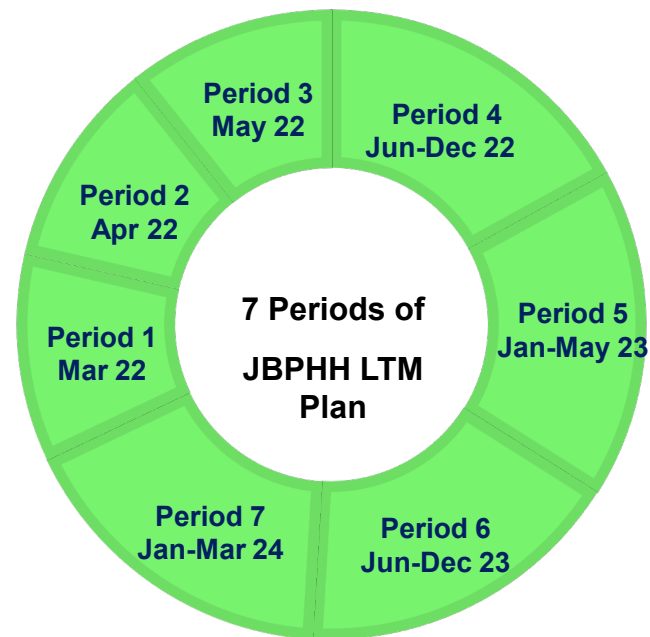 Period 3
May 22
Period 4
Jun-Dec 22
Period 2
Apr 22
Period 5
Jan-May 23
7 Periods of
JBPHH LTM
Plan
Period 1
Mar 22
Period 7
Jan-Mar 24
Period 6
Jun-Dec 23